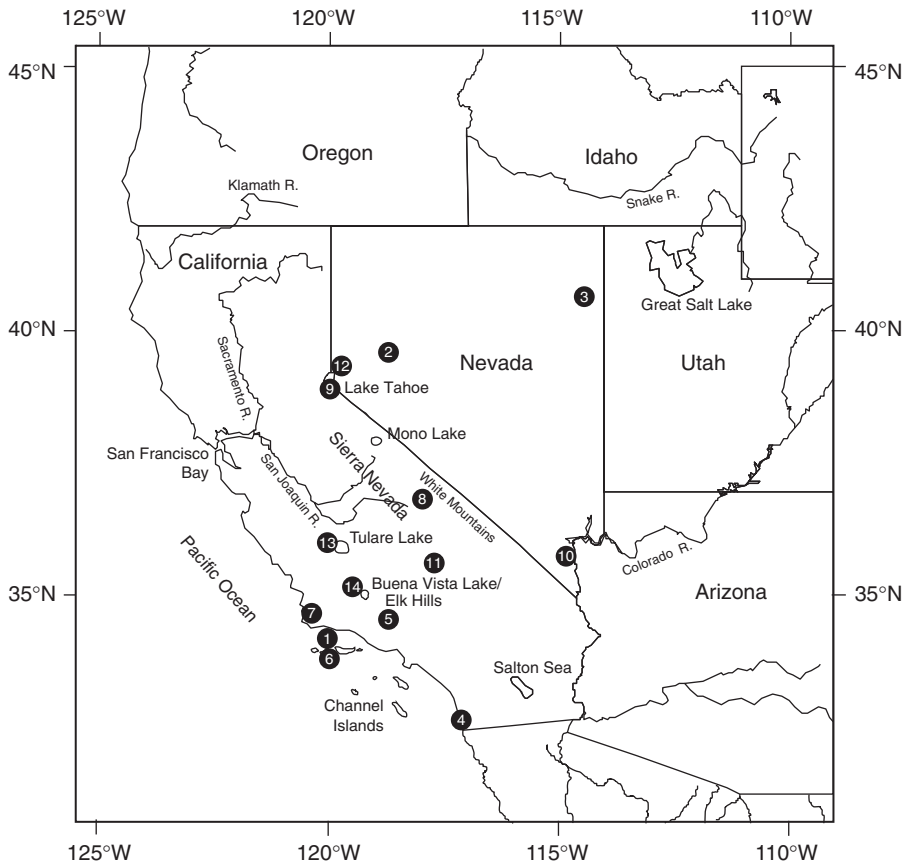 125°W 120°W 115°W 110°W
45°N 45°N
Oregon
Idaho
Klamath R.
Snake R.
California
Great Salt Lake
3
40°N 40°N
Sacramento R.
2
12
Nevada
Utah
9 Lake Tahoe
Mono Lake
San Francisco
Bay
Sierra Nevada
San Joaquin R.
White Mountains
8
Pacific Ocean
13 Tulare Lake
10
Colorado R.
11
14 Buena Vista Lake/
Elk Hills
35°N 35°N
Arizona
7
5
1
6
Salton Sea
Channel
Islands
4
125°W 120°W 115°W 110°W